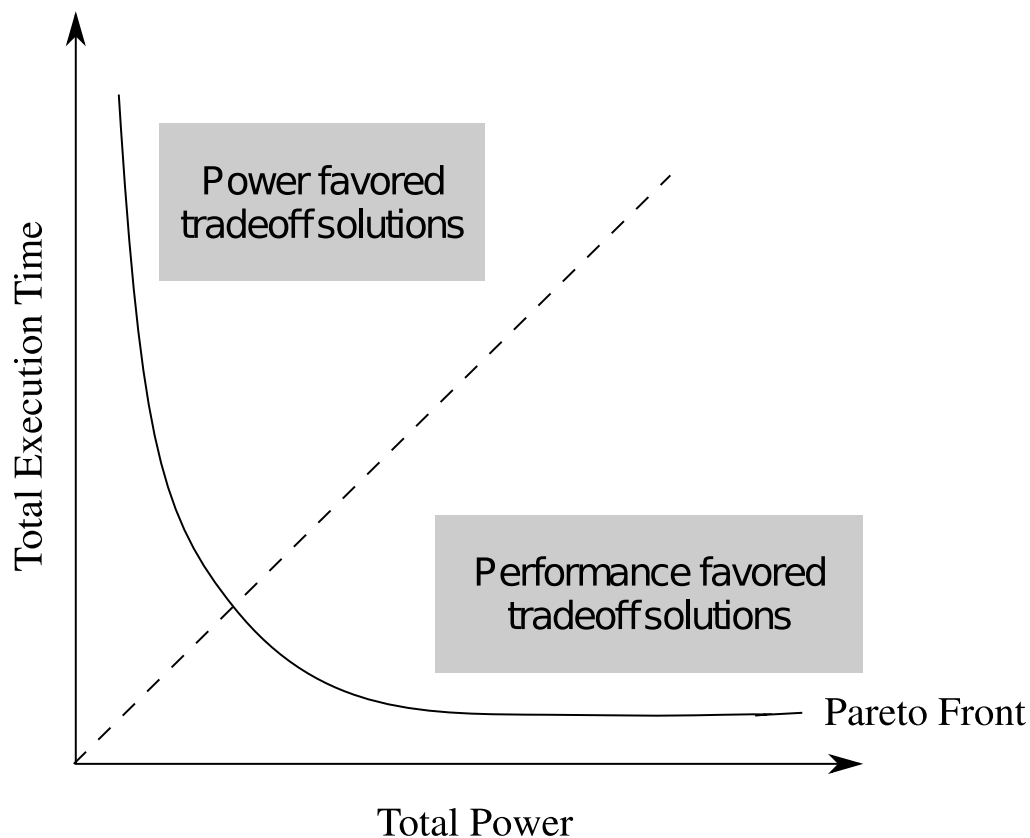 Power favored
tradeoff solutions
Total Execution Time
Performance favored
tradeoff solutions
Pareto Front
Total Power